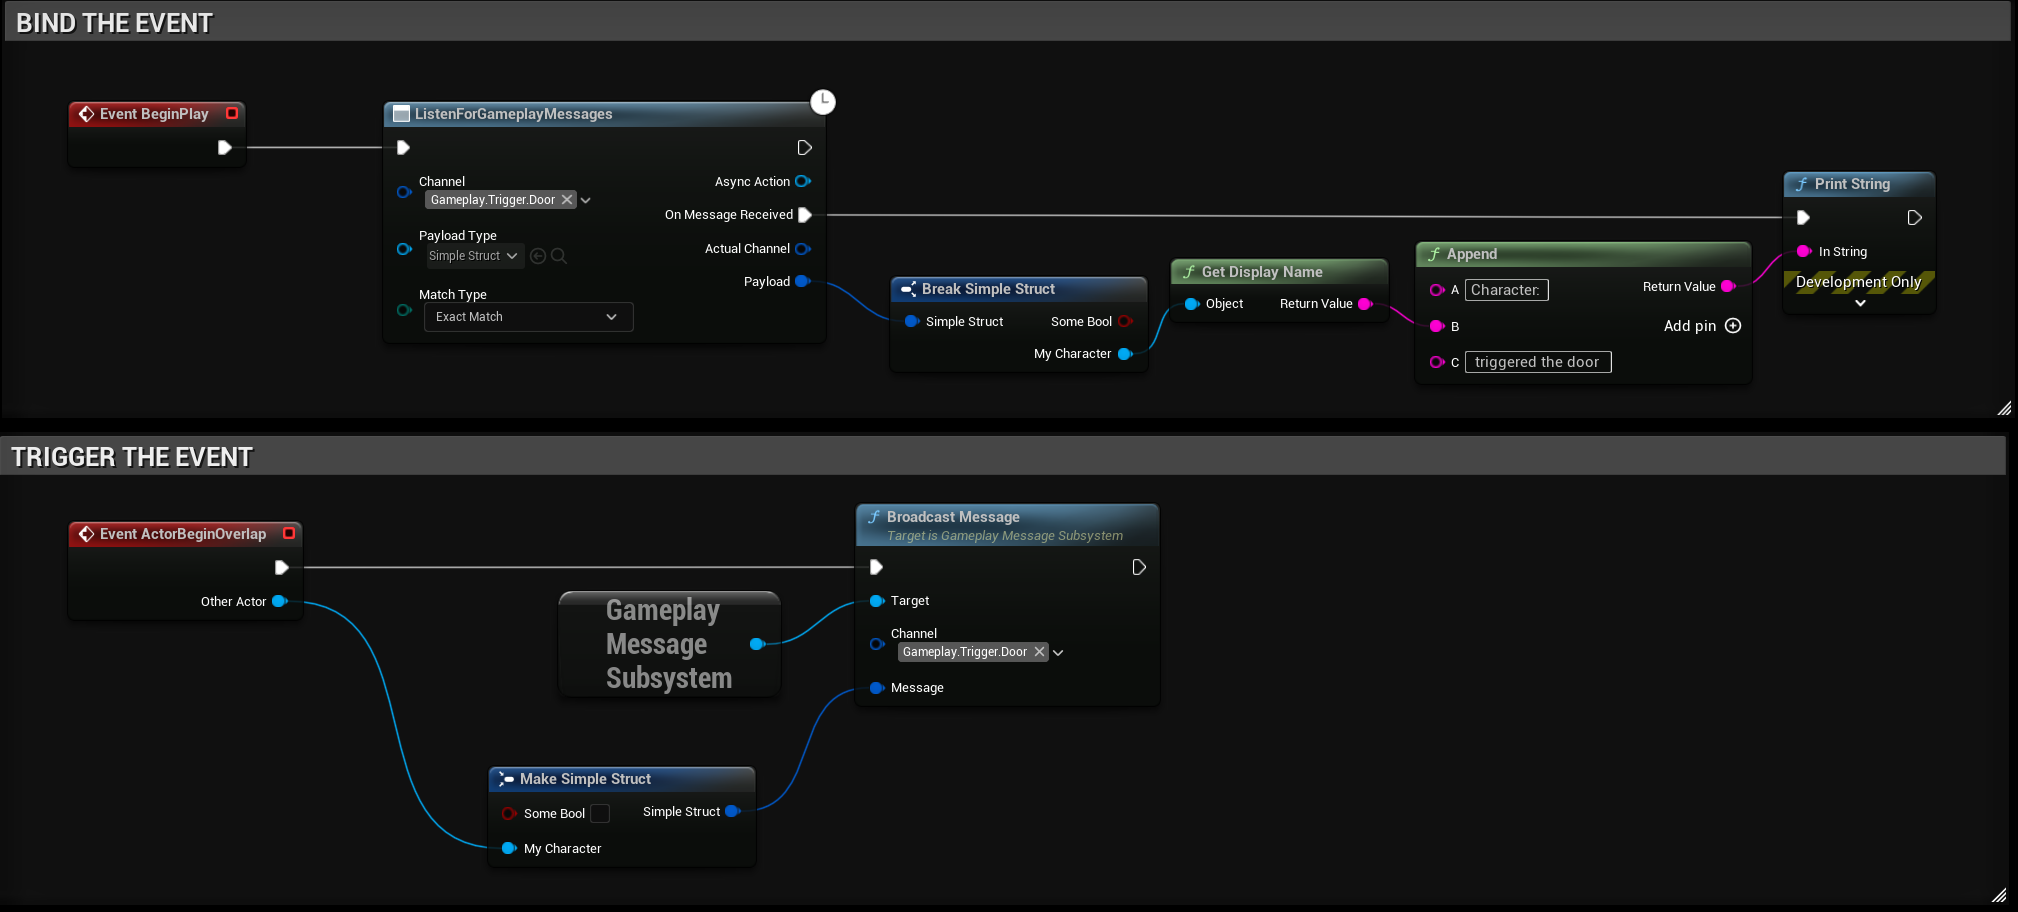 BIND THE EVENT
Event BeginPlay
ListenForGameplayMessages
Channel
Gameplay.Trigger.Door
Payload Type
Simple Struct
Match Type
Exact Match
Async Action
On Message Received
Actual Channel
Payload
Break Simple Struct
Simple Struct
Some Bool
My Character
Get Display Name
Object
Return Value
Append
A
Character:
B
C
triggered the door
Return Value
Add pin
Print String
In String
Development Only
TRIGGER THE EVENT
Event ActorBeginOverlap
Other Actor
Gameplay
Message
Subsystem
Broadcast Message
Target is Gameplay Message Subsystem
Target
Channel
Gameplay.Trigger.Door
Message
Make Simple Struct
Some Bool
Simple Struct
My Character